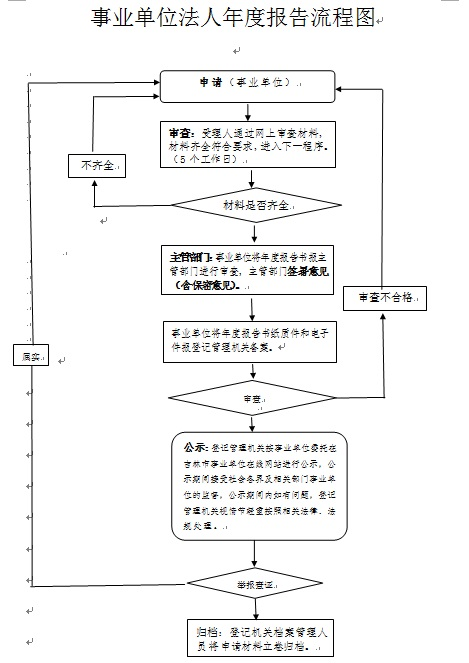 事业单位法人年度报告流程图
申请（事业单位）
审查：受理人通过网上审查材料，
材料齐全符合要求，进入下一程序。
（5个工作日）
不齐全
材料是否齐全
主管部门：事业单位将年度报告书报主
管部门进行审查，主管部门签署意见
（含保密意见）。
审查不合格
事业单位将年度报告书纸质件和电子
件报登记管理机关备案。
属实
审查
公示：登记管理机关按事业单位委托在
吉林市事业单位在线网站进行公示，公
示期间接受社会各界及相关部门事业单
位的监督，公示期间内如有问题，登记
管理机关视情节轻重按照相关法律、法
规处理。
举报查证
归档：登记机关档案管理人
员将申请材料立卷归档。